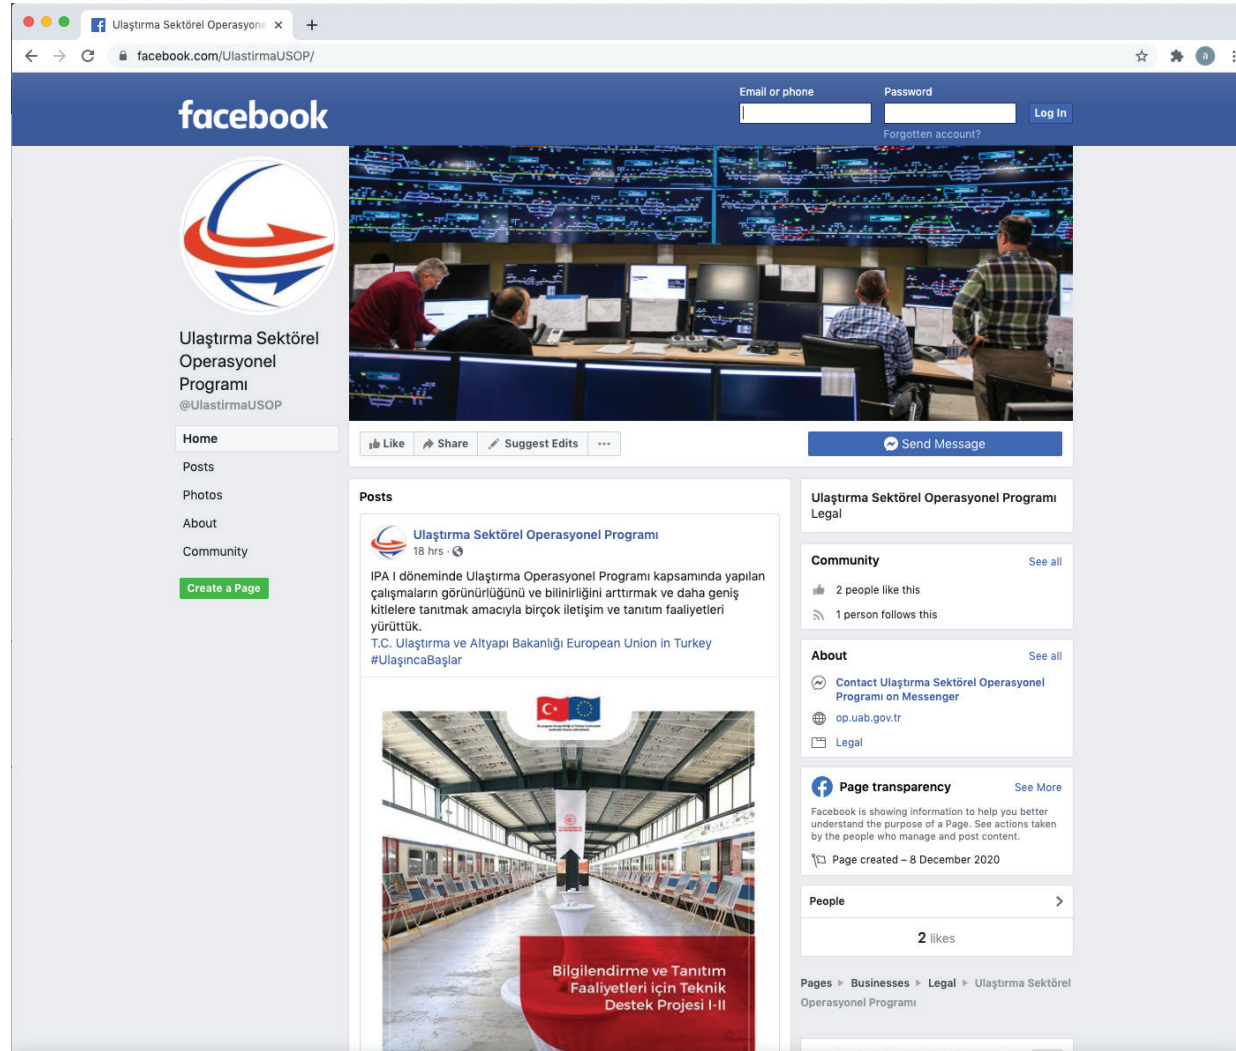 Ulaştırma Sektörel Operasyone
facebook.com/UlastirmaUSOP/
a
facebook
Email or phone
Password
Log In
Forgotten account?
Ulaştırma Sektörel
Operasyonel
Programı
@UlastirmaUSOP
Home
Posts
Photos
About
Community
Create a Page
Like
Share
Suggest Edits
Send Message
Posts
Ulaştırma Sektörel Operasyonel Programı
18 hrs ·
IPA I döneminde Ulaştırma Operasyonel Programı kapsamında yapılan
çalışmaların görünürlüğünü ve bilinirliğini arttırmak ve daha geniş
kitlelere tanıtmak amacıyla birçok iletişim ve tanıtım faaliyetleri
yürüttük.
T.C. Ulaştırma ve Altyapı Bakanlığı European Union in Turkey
#UlaşıncaBaşlar
Bilgilendirme ve Tanıtım
Faaliyetleri için Teknik
Destek Projesi I-II
Ulaştırma Sektörel Operasyonel Programı
Legal
Community
See all
2 people like this
1 person follows this
About
See all
Contact Ulaştırma Sektörel Operasyonel
Programı on Messenger
op.uab.gov.tr
Legal
Page transparency
See More
Facebook is showing information to help you better
understand the purpose of a Page. See actions taken
by the people who manage and post content.
Page created – 8 December 2020
People
2 likes
Pages Businesses Legal Ulaştırma Sektörel
Operasyonel Programı